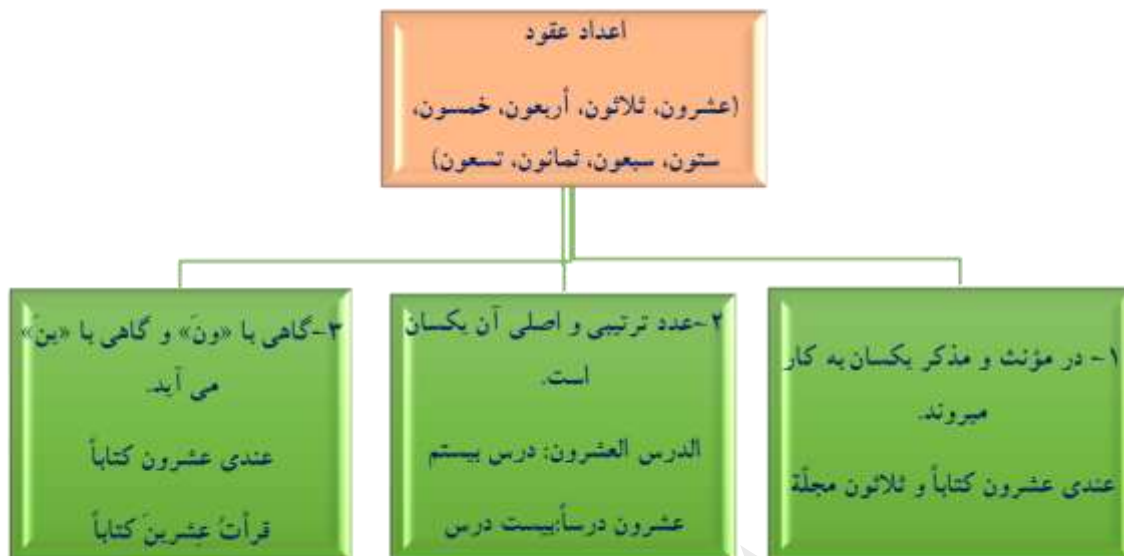 اعداد عقود
(عشرون، ثلاثون، أربعون، خمسون،
ستون، سبعون، ثمانون، تسعون)
۱- در مؤنث و مذکر یکسان به کار
میروند.
عندی عشرون کتاباً و ثلاثون مجلّة
۲-عدد ترتیبی و اصلی آن یکسان
است.
الدرس العشرون: درس بیستم
عشرون درساً:بیست درس
۳-گاهی با «ونَ» و گاهی با «ینَ»
می آید.
عندی عشرون کتاباً
قرأتُ عِشرینَ کتاباً